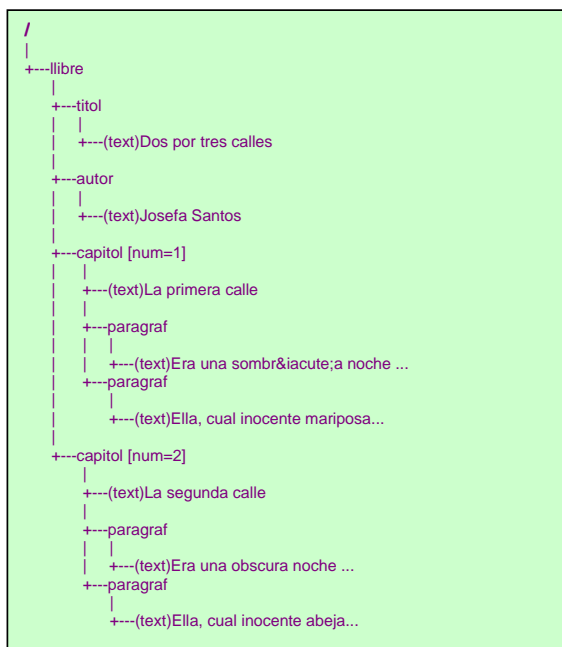 /
|
+---llibre
    |
    +---titol
    |    |
    |    +---(text)Dos por tres calles
    |
    +---autor
    |    |
    |    +---(text)Josefa Santos
    |
    +---capitol [num=1]
    |    |
    |    +---(text)La primera calle
    |    |
    |    +---paragraf
    |    |    |
    |    |    +---(text)Era una sombr&iacute;a noche ...
    |    +---paragraf
    |         |
    |         +---(text)Ella, cual inocente mariposa...
    |
    +---capitol [num=2]
         |
         +---(text)La segunda calle
         |
         +---paragraf
         |    |
         |    +---(text)Era una obscura noche ...
         +---paragraf
              |
              +---(text)Ella, cual inocente abeja...